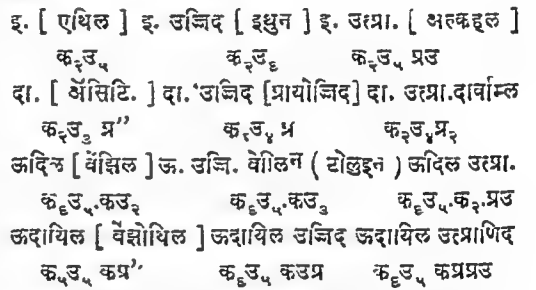 इ. [ एथिल ] इ. उज्जिद [ इथुन ] इ. उत्प्रा. [ अल्कहल ]
क₂उ₅ क₂उ₆ क₂उ₅ प्रउ
दा. [ ॲसिटि. ] दा. 'उज्जिद [प्रायोज्जिद] दा. उत्प्रा.दार्वाम्ल
क₂उ₃ प्र'' क₂उ₄ प्र क₂उ₄प्र₂
ऊदिल [ वेंझिल ] ऊ. उज्जि. वोलिन ( टोलुइन ) ऊदिल उत्प्रा.
क₆उ₅.कउ₂ क₆उ₅.कउ₃ क₆उ₅.क₂.प्रउ
ऊदायिल [ वेंझोथिल ] ऊदायिल उज्जिद ऊदायिल उत्प्राणिद
क₅उ₅ कप्र'' क₆उ₅ कउप्र क₆उ₅ कप्रप्रउ